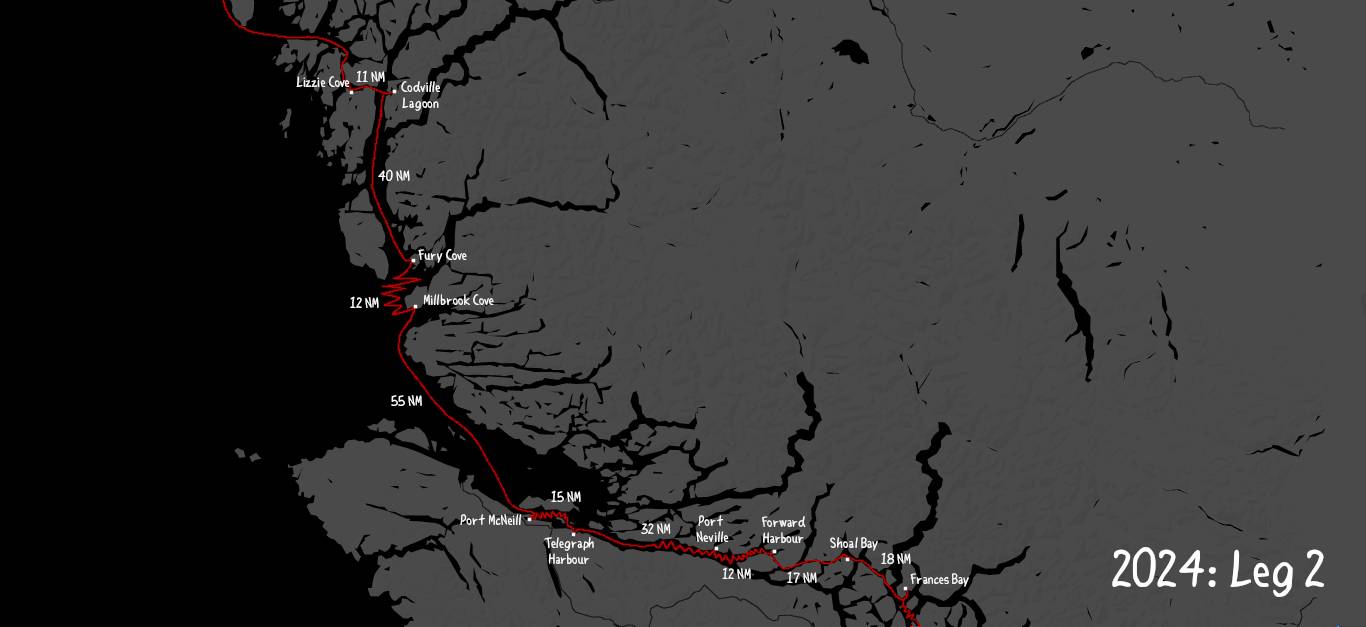 11 NM
Lizzie Cove
Codville
Lagoon
40 NM
Fury Cove
12 NM
Millbrook Cove
55 NM
15 NM
Port McNeill
Telegraph
Harbour
32 NM
Port
Neville
12 NM
Forward
Harbour
17 NM
Shoal Bay
18 NM
Frances Bay
2024: Leg 2